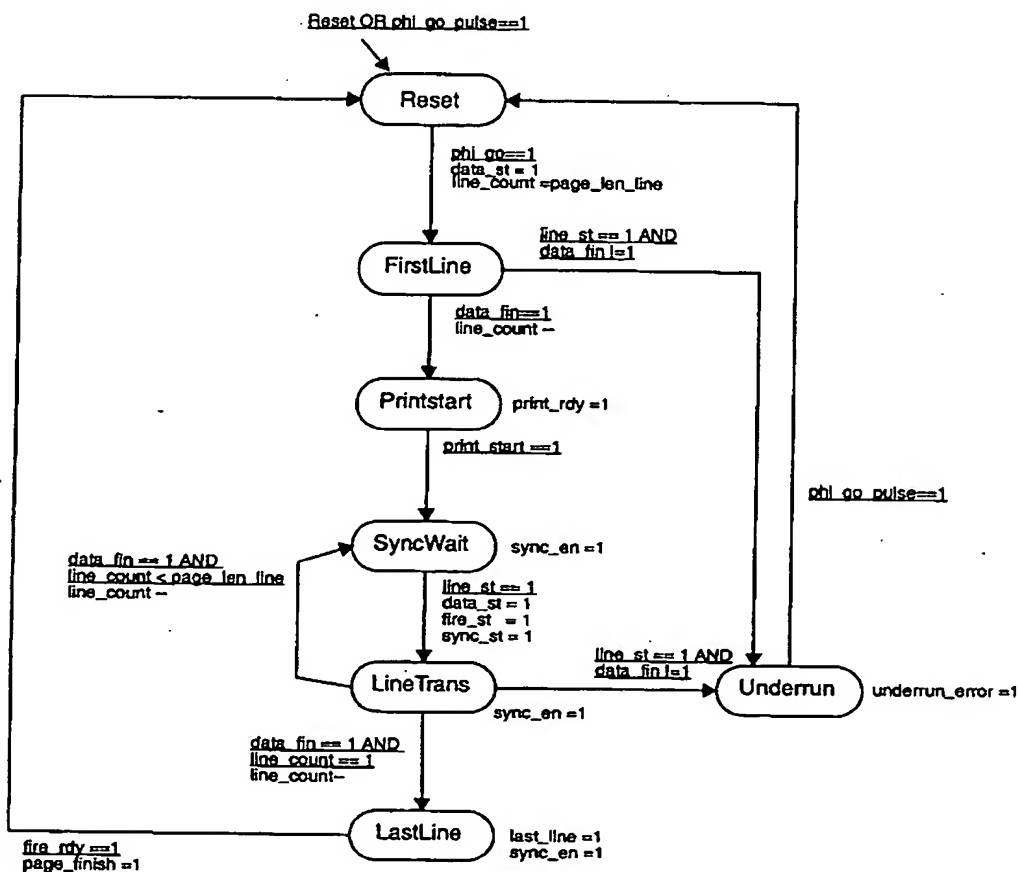 Reset OR phi_go_pulse==1
Reset
phi_go==1
data_st = 1
line_count =page_len_line
line_st == 1 AND
data_fin !=1
FirstLine
data_fin==1
line_count --
Printstart
print_rdy =1
print_start ==1
phi_go_pulse==1
SyncWait
sync_en =1
data_fin == 1 AND
line_count < page_len_line
line_count --
line_st == 1
data_st = 1
fire_st = 1
sync_st = 1
line_st == 1 AND
data_fin !=1
LineTrans
sync_en =1
Underrun
underrun_error =1
data_fin == 1 AND
line_count == 1
line_count--
LastLine
last_line =1
sync_en =1
fire_rdy ==1
page_finish =1